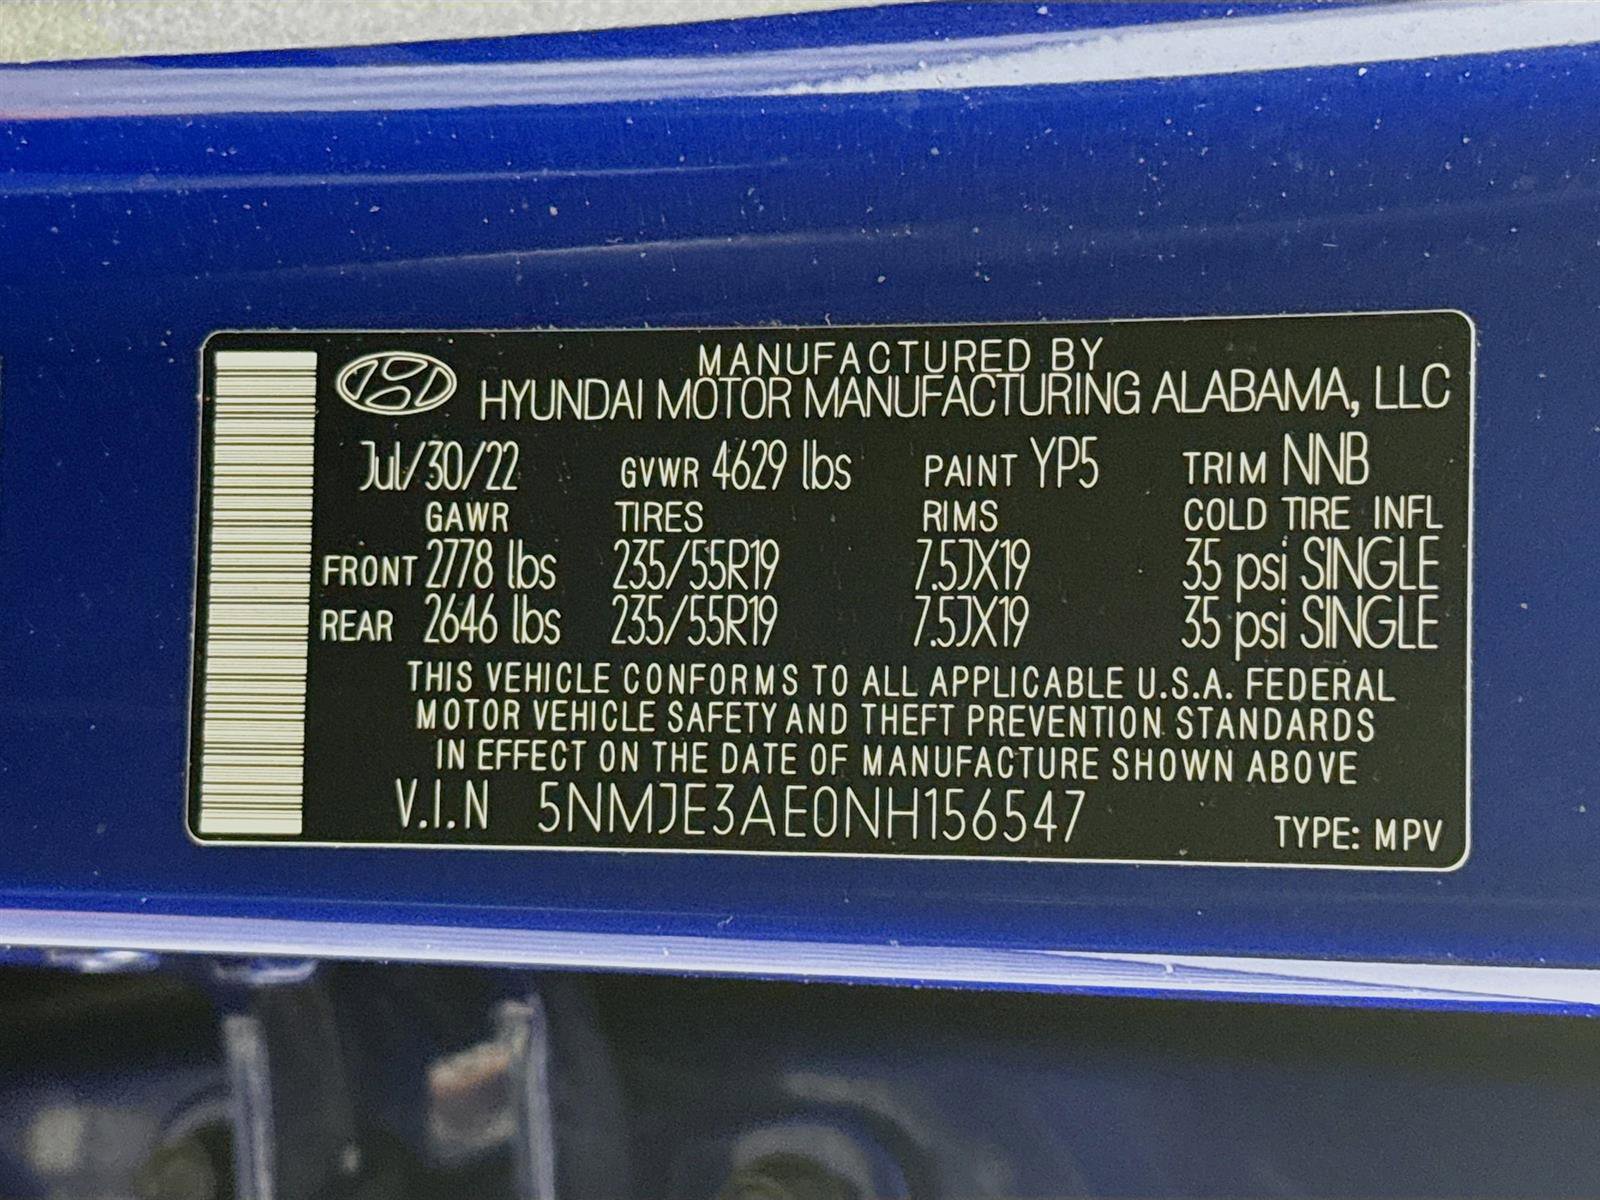 MANUFACTURED BY
HYUNDAI MOTOR MANUFACTURING ALABAMA, LLC
Jul/30/22 GVWR 4629 lbs PAINT YP5 TRIM NNB
GAWR TIRES RIMS COLD TIRE INFL
FRONT 2778 lbs 235/55R19 7.5JX19 35 psi SINGLE
REAR 2646 lbs 235/55R19 7.5JX19 35 psi SINGLE
THIS VEHICLE CONFORMS TO ALL APPLICABLE U.S.A. FEDERAL
MOTOR VEHICLE SAFETY AND THEFT PREVENTION STANDARDS
IN EFFECT ON THE DATE OF MANUFACTURE SHOWN ABOVE
V.I.N 5NMJE3AE0NH156547 TYPE: MPV